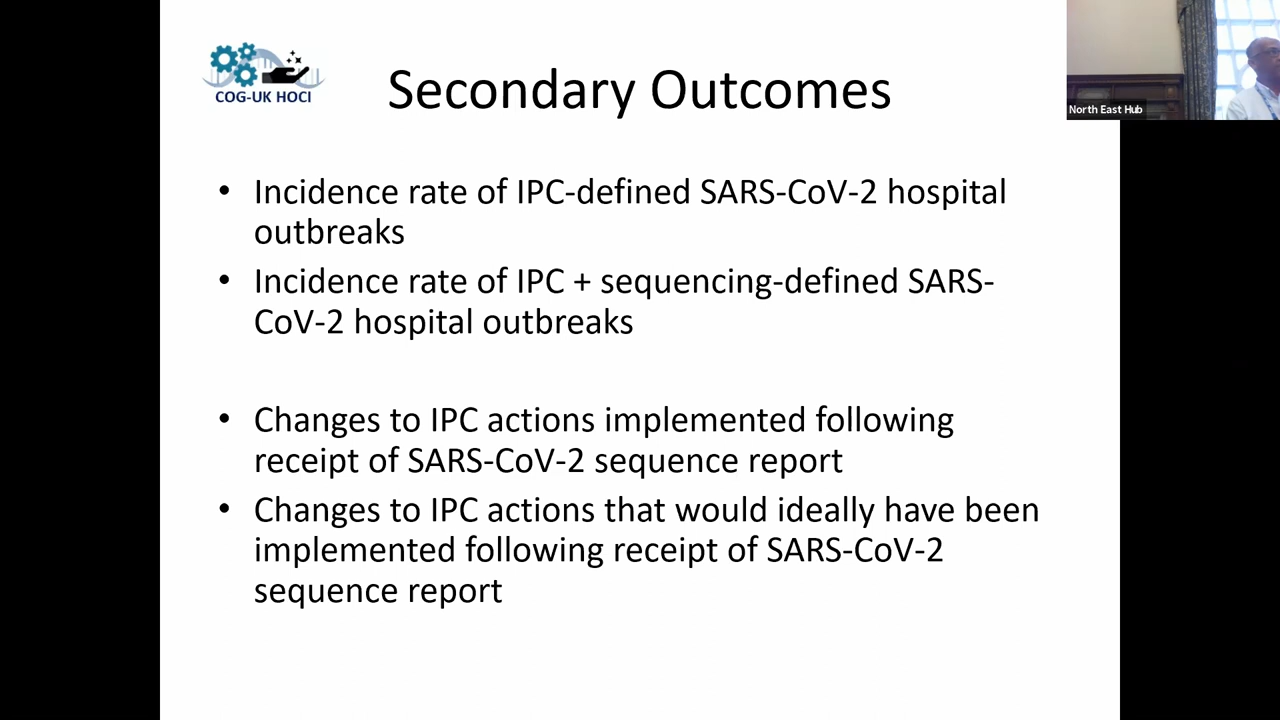 COG-UK HOCI
Secondary Outcomes
North East Hub
• Incidence rate of IPC-defined SARS-CoV-2 hospital
outbreaks
• Incidence rate of IPC + sequencing-defined SARS-
CoV-2 hospital outbreaks
• Changes to IPC actions implemented following
receipt of SARS-CoV-2 sequence report
• Changes to IPC actions that would ideally have been
implemented following receipt of SARS-CoV-2
sequence report